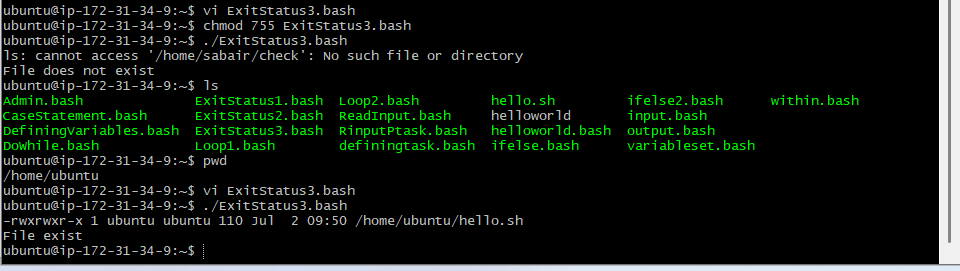 ubuntu@ip-172-31-34-9:~$ vi ExitStatus3.bash
ubuntu@ip-172-31-34-9:~$ chmod 755 ExitStatus3.bash
ubuntu@ip-172-31-34-9:~$ ./ExitStatus3.bash
ls: cannot access '/home/sabair/check': No such file or directory
File does not exist
ubuntu@ip-172-31-34-9:~$ ls
Admin.bash ExitStatus1.bash Loop2.bash hello.sh ifelse2.bash within.bash
CaseStatement.bash ExitStatus2.bash ReadInput.bash helloworld input.bash
DefiningVariables.bash ExitStatus3.bash RinputPtask.bash helloworld.bash output.bash
DoWhile.bash Loop1.bash definingtask.bash ifelse.bash variableset.bash
ubuntu@ip-172-31-34-9:~$ pwd
/home/ubuntu
ubuntu@ip-172-31-34-9:~$ vi ExitStatus3.bash
ubuntu@ip-172-31-34-9:~$ ./ExitStatus3.bash
-rwxrwxr-x 1 ubuntu ubuntu 110 Jul  2 09:50 /home/ubuntu/hello.sh
File exist
ubuntu@ip-172-31-34-9:~$